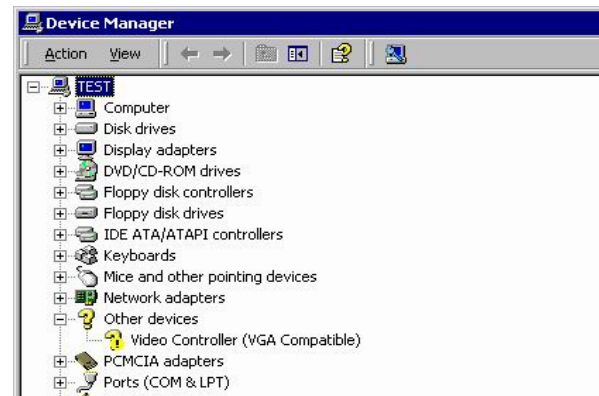 Device Manager
Action View
TEST
Computer
Disk drives
Display adapters
DVD/CD-ROM drives
Floppy disk controllers
Floppy disk drives
IDE ATA/ATAPI controllers
Keyboards
Mice and other pointing devices
Network adapters
Other devices
Video Controller (VGA Compatible)
PCMCIA adapters
Ports (COM & LPT)